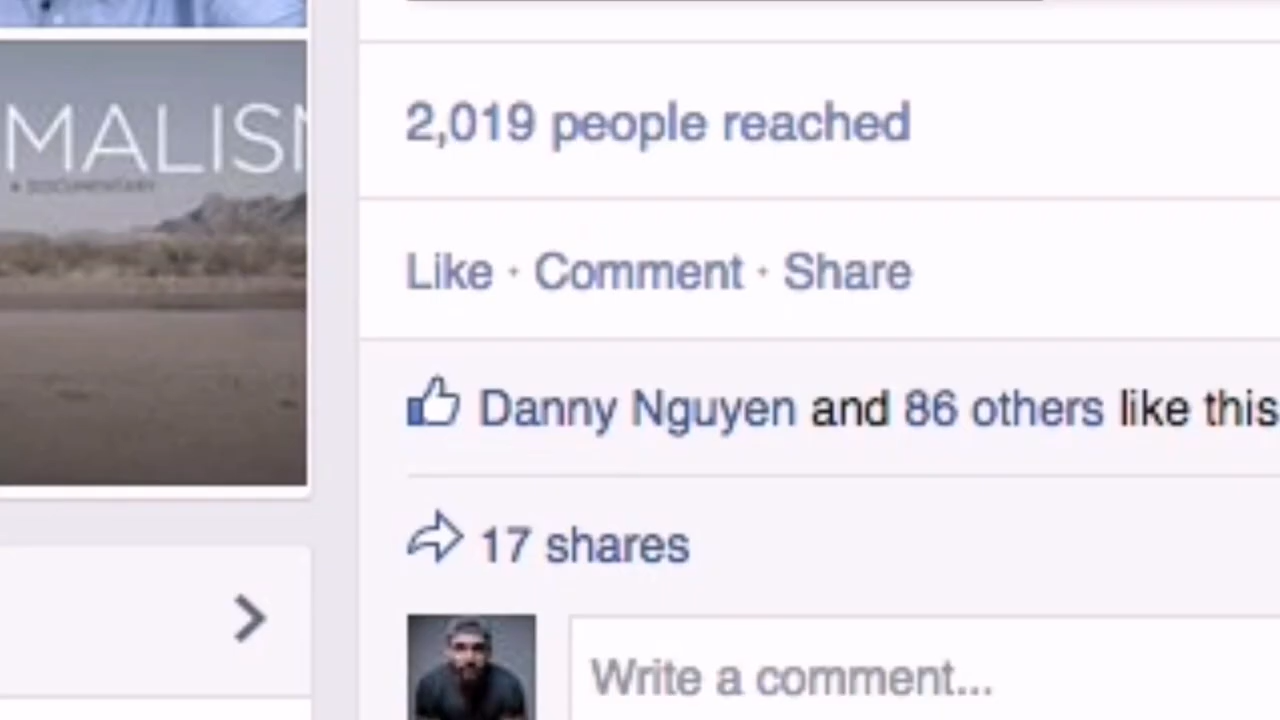 MALISM
A DOCUMENTARY
2,019 people reached
Like · Comment · Share
Danny Nguyen and 86 others like this
17 shares
Write a comment...